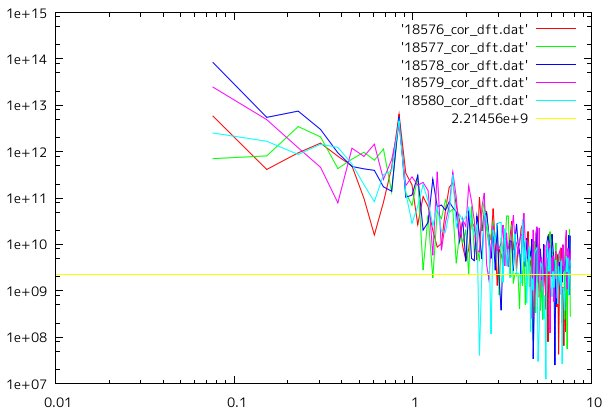 1e+15
1e+14
1e+13
1e+12
1e+11
1e+10
1e+09
1e+08
1e+07
'18576_cor_dft.dat'
'18577_cor_dft.dat'
'18578_cor_dft.dat'
'18579_cor_dft.dat'
'18580_cor_dft.dat'
2.21456e+9
0.01 0.1 1 10